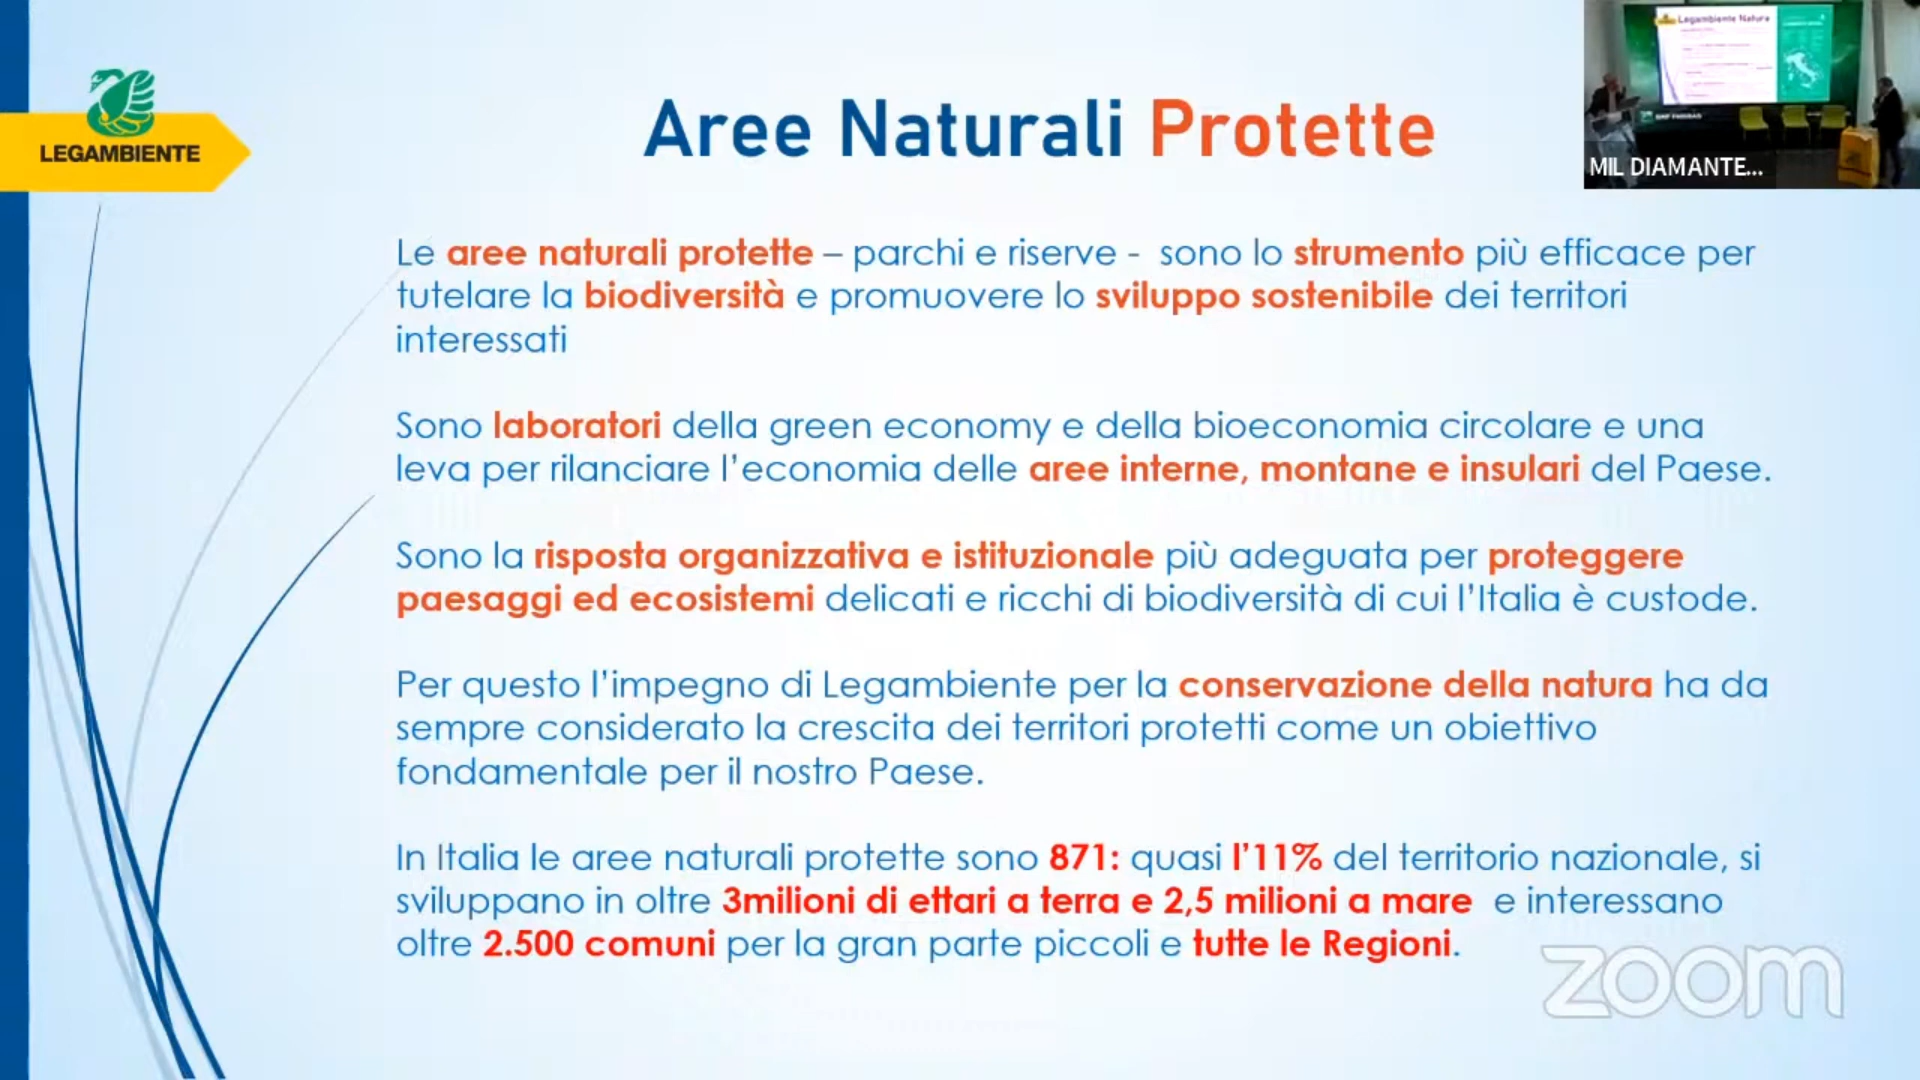 LEGAMBIENTE
Aree Naturali Protette
Legambiente Natura
BNP PARIBAS
MIL DIAMANTE...
Le aree naturali protette – parchi e riserve - sono lo strumento più efficace per
tutelare la biodiversità e promuovere lo sviluppo sostenibile dei territori
interessati
Sono laboratori della green economy e della bioeconomia circolare e una
leva per rilanciare l’economia delle aree interne, montane e insulari del Paese.
Sono la risposta organizzativa e istituzionale più adeguata per proteggere
paesaggi ed ecosistemi delicati e ricchi di biodiversità di cui l’Italia è custode.
Per questo l’impegno di Legambiente per la conservazione della natura ha da
sempre considerato la crescita dei territori protetti come un obiettivo
fondamentale per il nostro Paese.
In Italia le aree naturali protette sono 871: quasi l’11% del territorio nazionale, si
sviluppano in oltre 3milioni di ettari a terra e 2,5 milioni a mare e interessano
oltre 2.500 comuni per la gran parte piccoli e tutte le Regioni.
zoom